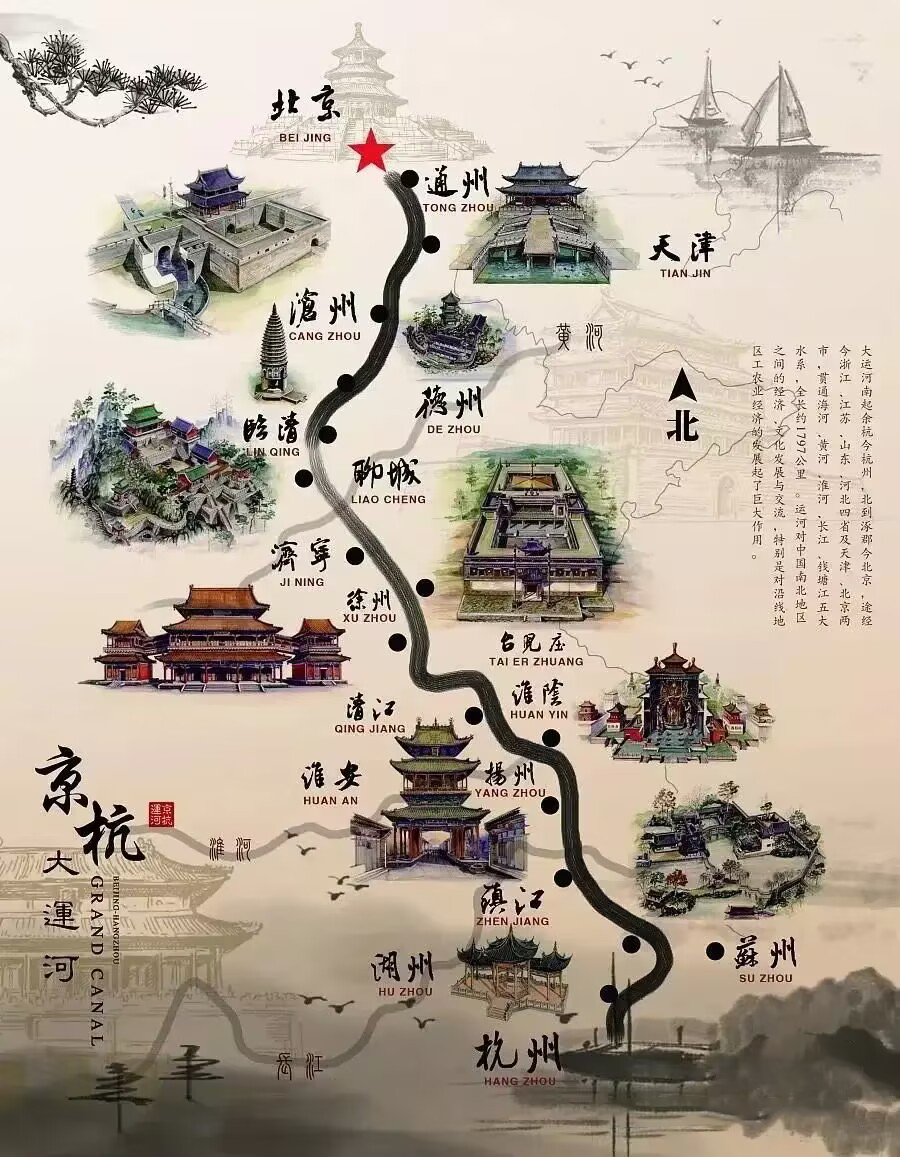 北京
BEI JING
通州
TONG ZHOU
天津
TIAN JIN
滄州
CANG ZHOU
黄河
德州
DE ZHOU
北
臨清
LIN QING
聊城
LIAO CHENG
大运河南起余杭今杭州，北到涿郡今北京，途经
今浙江、江苏、山东、河北四省及天津、北京两
市，贯通海河、黄河、淮河、长江、钱塘江五大
水系，全长约1797公里。运河对中国南北地区
之间的经济、文化发展与交流，特别是对沿线地
区工农业经济的发展起了巨大作用。
濟寧
JI NING
徐州
XU ZHOU
台児庄
TAI ER ZHUANG
清江
QING JIANG
淮陰
HUAN YIN
淮安
HUAN AN
揚州
YANG ZHOU
京杭
京杭
運河
大運河
BEIJING-HANGZHOU
GRAND CANAL
淮河
鎮江
ZHEN JIANG
湖州
HU ZHOU
蘇州
SU ZHOU
長江
杭州
HANG ZHOU